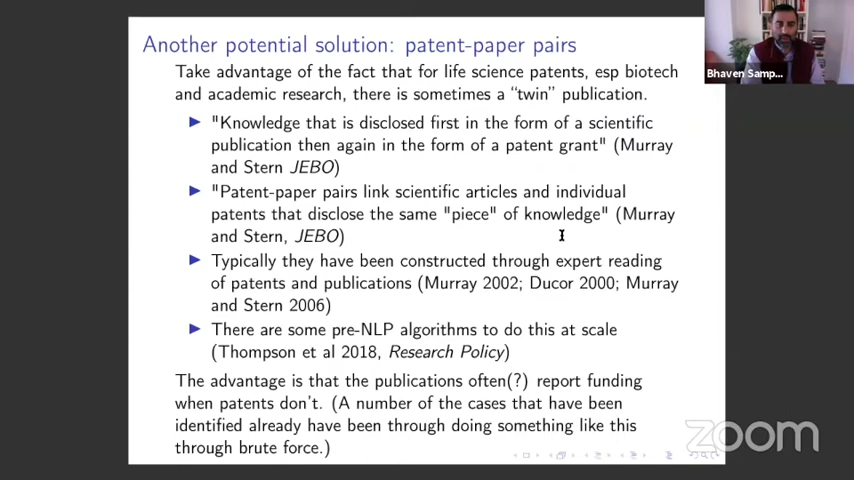 Another potential solution: patent-paper pairs
Take advantage of the fact that for life science patents, esp biotech
and academic research, there is sometimes a “twin” publication.
"Knowledge that is disclosed first in the form of a scientific
publication then again in the form of a patent grant" (Murray
and Stern JEBO)
"Patent-paper pairs link scientific articles and individual
patents that disclose the same "piece" of knowledge" (Murray
and Stern, JEBO)
Typically they have been constructed through expert reading
of patents and publications (Murray 2002; Ducor 2000; Murray
and Stern 2006)
There are some pre-NLP algorithms to do this at scale
(Thompson et al 2018, Research Policy)
The advantage is that the publications often(?) report funding
when patents don't. (A number of the cases that have been
identified already have been through doing something like this
through brute force.)
Bhaven Samp...
zoom